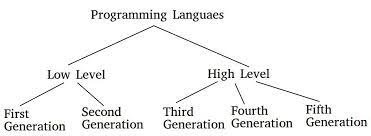 Programming Languaes
Low Level
High Level
First
Generation
Second
Generation
Third
Generation
Fourth
Generation
Fifth
Generation